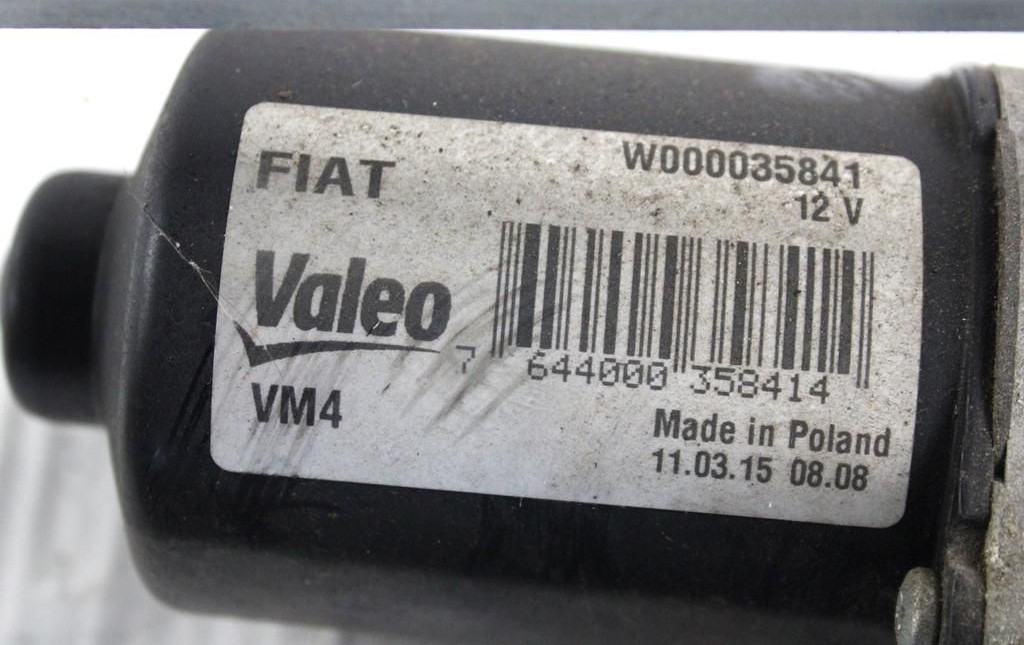 FIAT
W000035841
12 V
Valeo
7 644000 358414
VM4
Made in Poland
11.03.15 08.08